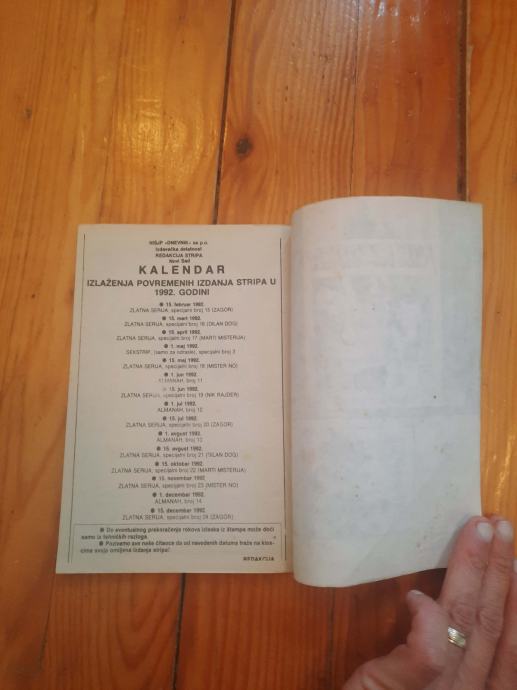 NIŠJP «DNEVNIK» sa p.o.
Izdavačka delatnost
REDAKCIJA STRIPA
Novi Sad
KALENDAR
IZLAŽENJA POVREMENIH IZDANJA STRIPA U
1992. GODINI
● 15. februar 1992.
ZLATNA SERIJA, specijalni broj 15 (ZAGOR)
● 15. mart 1992.
ZLATNA SERIJA, specijalni broj 16 (DILAN DOG)
● 15. april 1992.
ZLATNA SERIJA, specijalni broj 17 (MARTI MISTERIJA)
● 1. maj 1992.
SEKSTRIP, (samo za odrasle), specijalni broj 3
● 15. maj 1992.
ZLATNA SERIJA, specijalni broj 18 (MISTER NO)
● 1. jun 1992.
ALMANAH, broj 11
● 15. jun 1992.
ZLATNA SERIJA, specijalni broj 19 (NIK RAJDER)
● 1. jul 1992.
ALMANAH, broj 12
● 15. jul 1992.
ZLATNA SERIJA, specijalni broj 20 (ZAGOR)
● 1. avgust 1992.
ALMANAH, broj 13
● 15. avgust 1992.
ZLATNA SERIJA, specijalni broj 21 (DILAN DOG)
● 15. oktobar 1992.
ZLATNA SERIJA, specijalni broj 22 (MARTI MISTERIJA)
● 15. novembar 1992.
ZLATNA SERIJA, specijalni broj 23 (MISTER NO)
● 1. decembar 1992.
ALMANAH, broj 14
● 15. decembar 1992.
ZLATNA SERIJA, specijalni broj 24 (ZAGOR)
● Do eventualnog prekoračenja rokova izlaska iz štampe može doći
samo iz tehničkih razloga.
● Pozivamo sve naše čitaoce da od navedenih datuma traže na kios-
cima svoja omiljena izdanja stripa!
REDAKCIJA